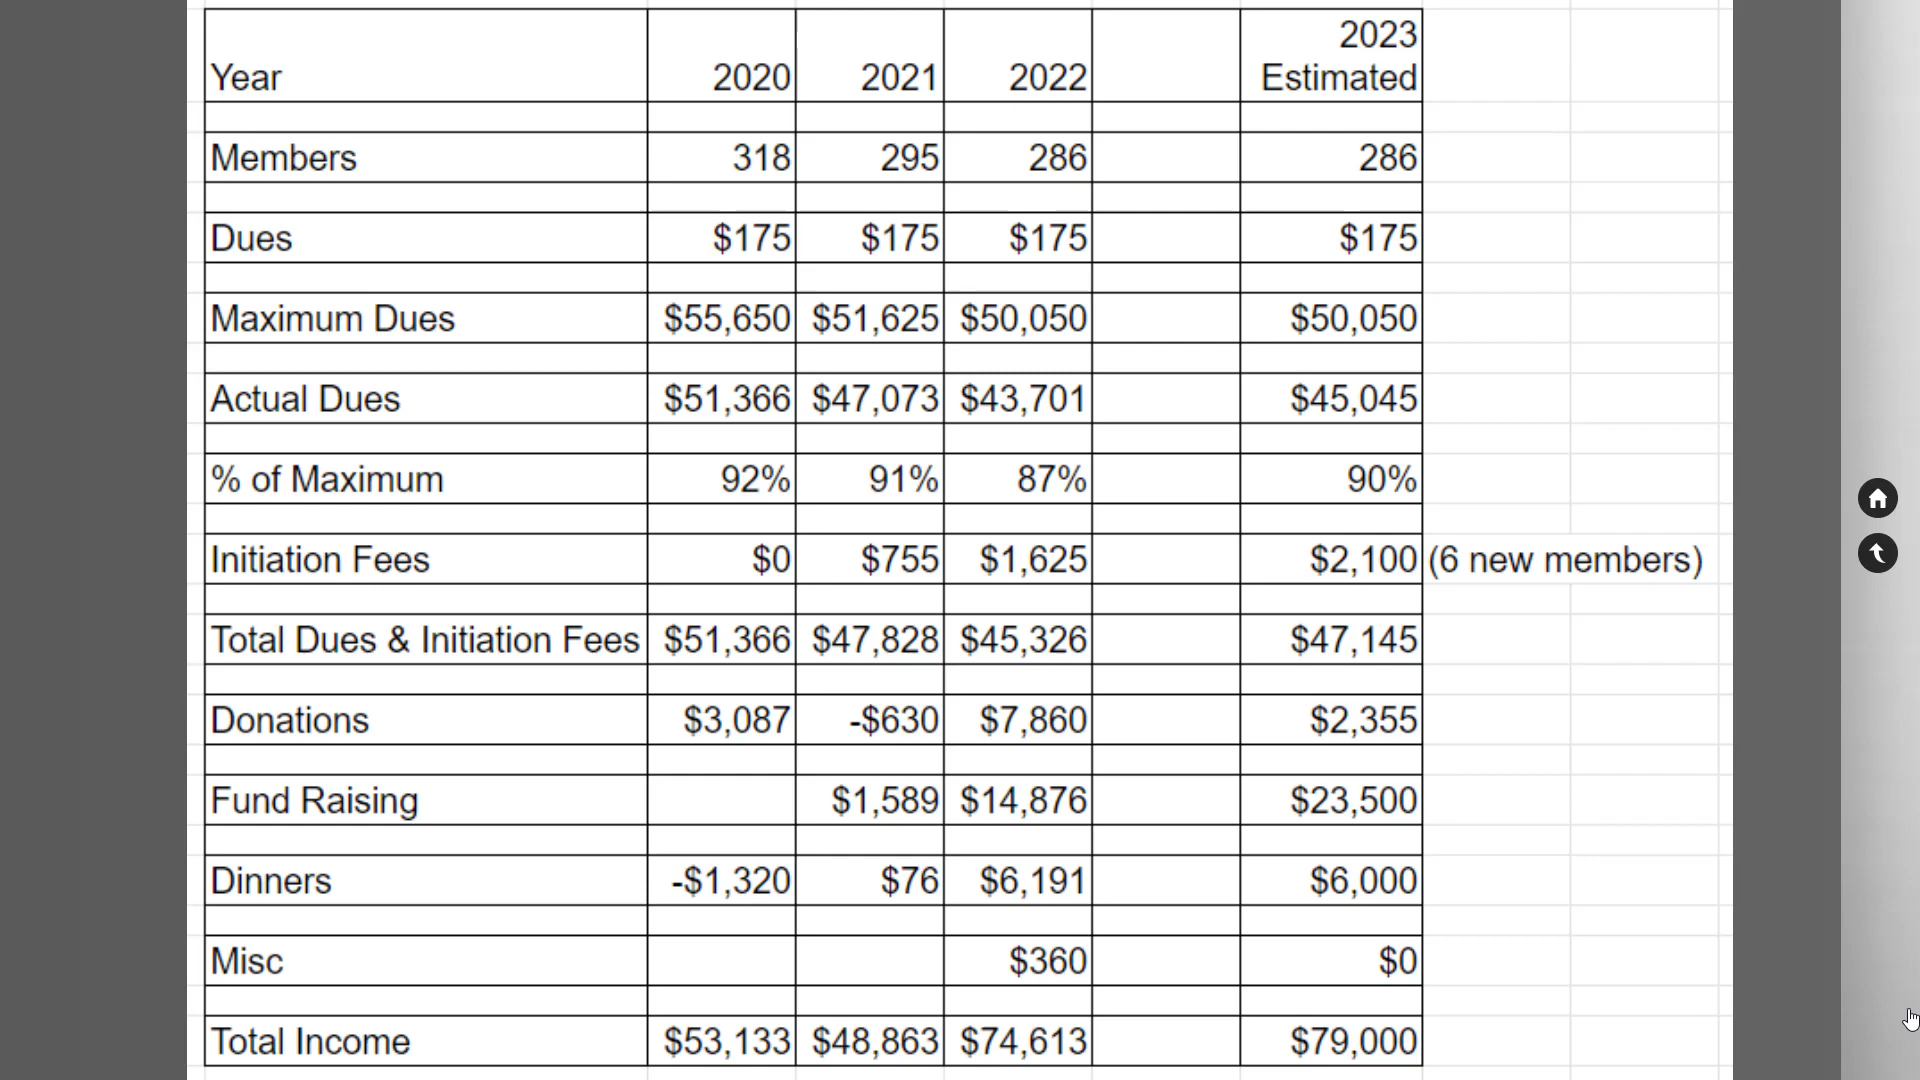 Year 2020 2021 2022 2023 Estimated
Members 318 295 286 286
Dues $175 $175 $175 $175
Maximum Dues $55,650 $51,625 $50,050 $50,050
Actual Dues $51,366 $47,073 $43,701 $45,045
% of Maximum 92% 91% 87% 90%
Initiation Fees $0 $755 $1,625 $2,100 (6 new members)
Total Dues & Initiation Fees $51,366 $47,828 $45,326 $47,145
Donations $3,087 -$630 $7,860 $2,355
Fund Raising $1,589 $14,876 $23,500
Dinners -$1,320 $76 $6,191 $6,000
Misc $360 $0
Total Income $53,133 $48,863 $74,613 $79,000